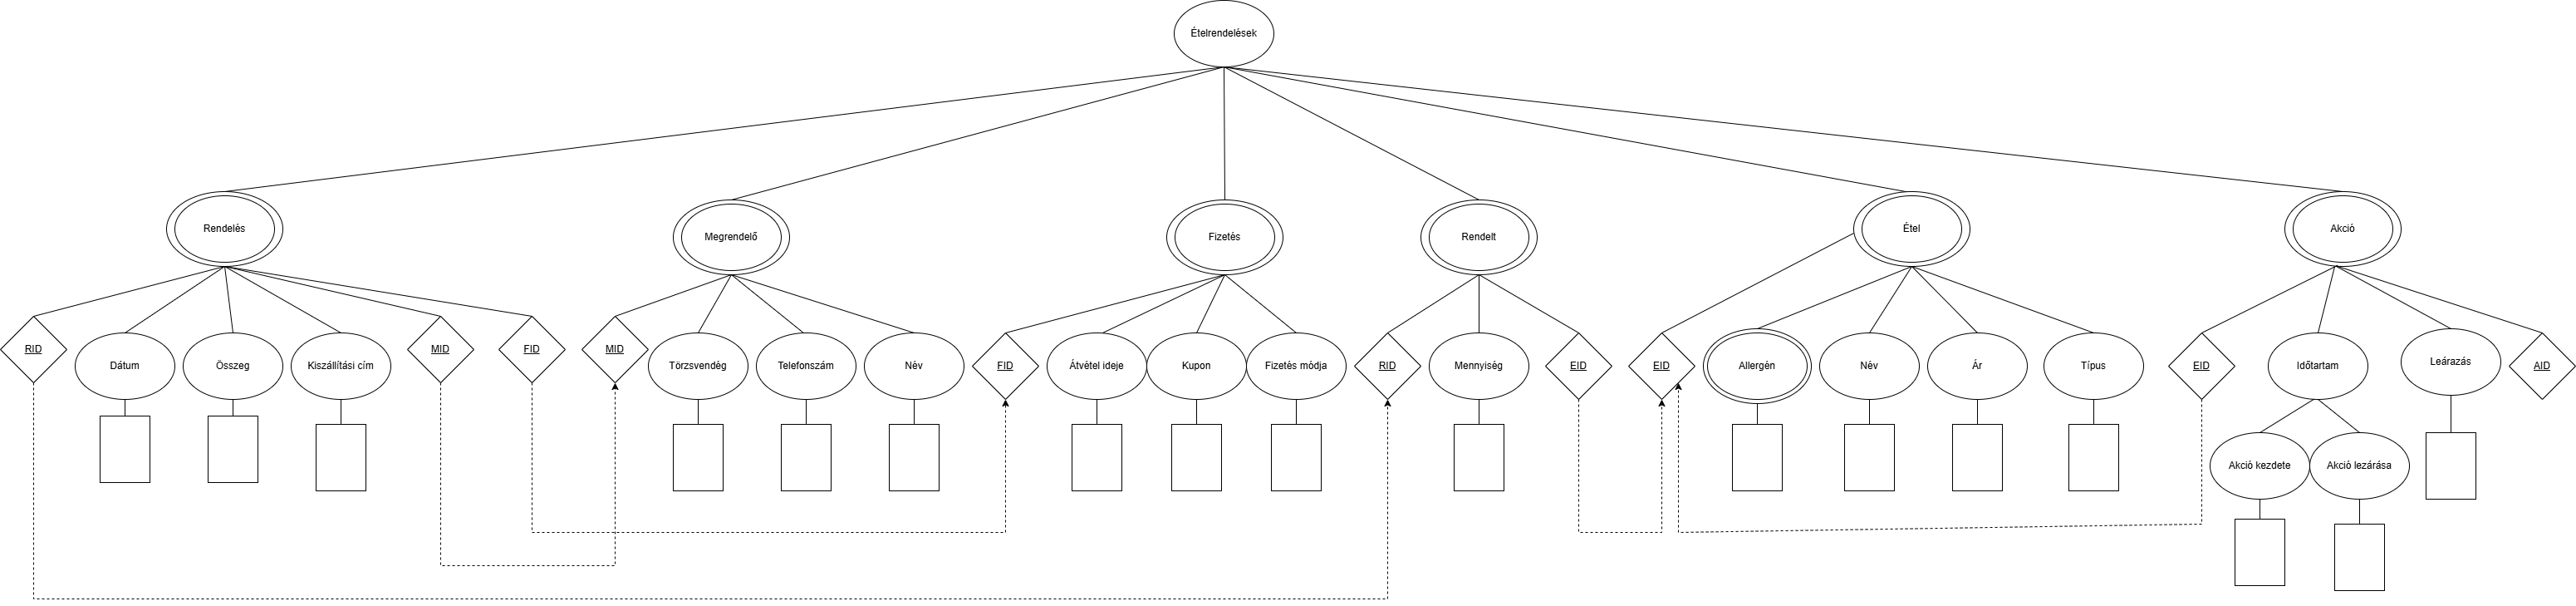 Ételrendelések
Rendelés
Megrendelő
Fizetés
Rendelt
Étel
Akció
RID
Dátum
Összeg
Kiszállítási cím
MID
FID
MID
Törzsvendég
Telefonszám
Név
FID
Átvétel ideje
Kupon
Fizetés módja
RID
Mennyiség
EID
EID
Allergén
Név
Ár
Típus
EID
Időtartam
Leárazás
AID
Akció kezdete
Akció lezárása